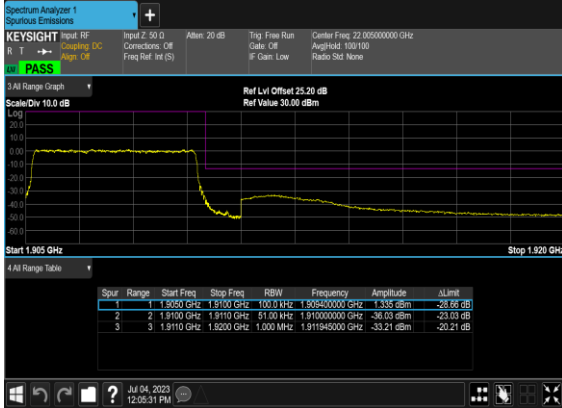 Spectrum Analyzer 1
Spurious Emissions
+
KEYSIGHT Input: RF Input Z: 50 Ω Atten: 20 dB Trig: Free Run Center Freq: 22.005000000 GHz
R T Coupling: DC Corrections: Off Gate: Off Avg|Hold: 100/100
Align: Off Freq Ref: Int (S) IF Gain: Low Radio Std: None
PASS
3 All Range Graph
Ref Lvl Offset 25.20 dB
Scale/Div 10.0 dB Ref Value 30.00 dBm
Log
20.0
10.0
0.00
-10.0
-20.0
-30.0
-40.0
-50.0
-60.0
Start 1.905 GHz Stop 1.920 GHz
4 All Range Table
Spur Range Start Freq Stop Freq RBW Frequency Amplitude ΔLimit
1 1 1.9050 GHz 1.9100 GHz 100.0 kHz 1.909400000 GHz 1.335 dBm -28.66 dB
2 2 1.9100 GHz 1.9110 GHz 51.00 kHz 1.910000000 GHz -36.03 dBm -23.03 dB
3 3 1.9110 GHz 1.9200 GHz 1.000 MHz 1.911945000 GHz -33.21 dBm -20.21 dB
? Jul 04, 2023
12:05:31 PM